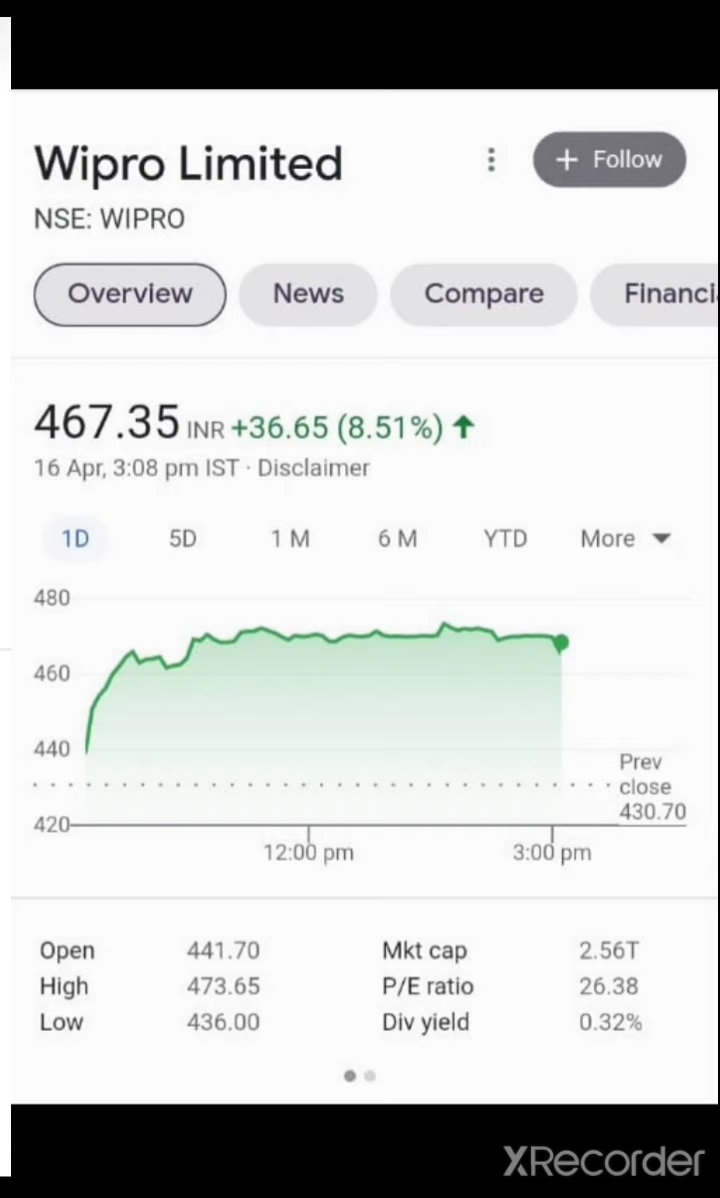 Wipro Limited
+ Follow
NSE: WIPRO
Overview News Compare Financi
467.35 INR +36.65 (8.51%)
16 Apr, 3:08 pm IST · Disclaimer
1D 5D 1 M 6 M YTD More
480
460
440
420
Prev
close
430.70
12:00 pm 3:00 pm
Open 441.70 Mkt cap 2.56T
High 473.65 P/E ratio 26.38
Low 436.00 Div yield 0.32%
XRecorder